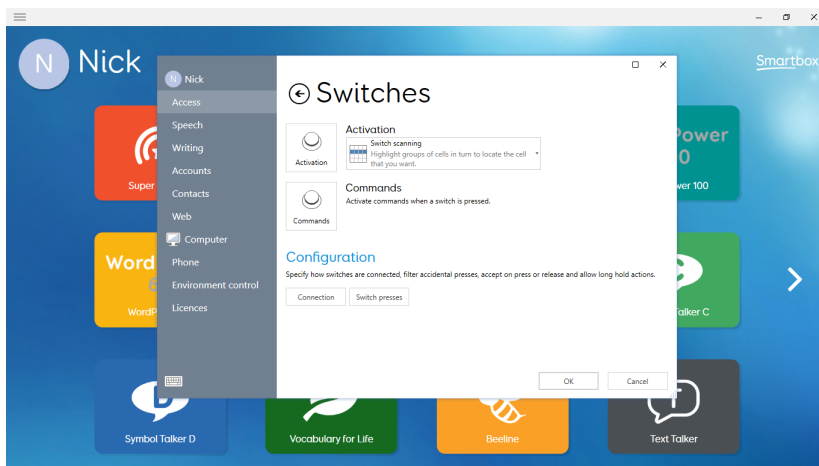 N Nick
Smartbox
Super
Power
0
wer 100
Word
6
WordP
alker C
Symbol Talker D
Vocabulary for Life
Beeline
Text Talker
N Nick
Access
Speech
Writing
Accounts
Contacts
Web
Computer
Phone
Environment control
Licences
Switches
Activation
Activation
Switch scanning
Highlight groups of cells in turn to locate the cell
that you want.
Commands
Commands
Activate commands when a switch is pressed.
Configuration
Specify how switches are connected, filter accidental presses, accept on press or release and allow long hold actions.
Connection
Switch presses
OK
Cancel